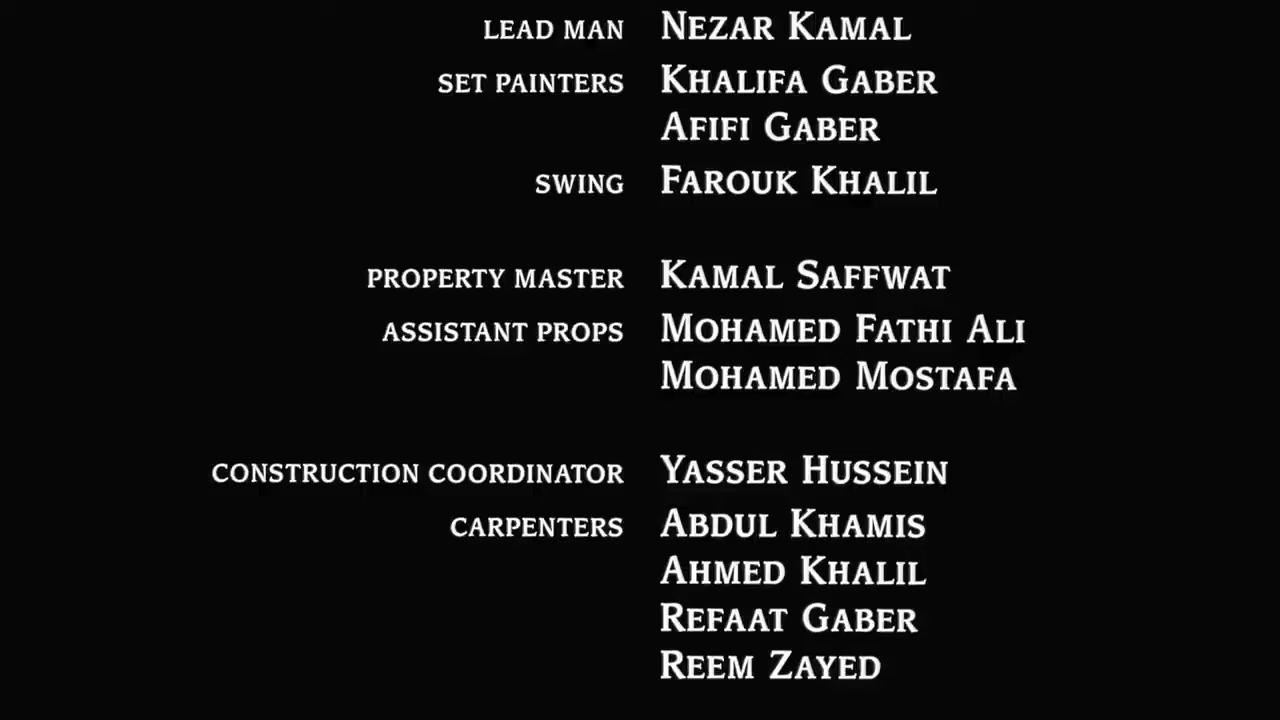 LEAD MAN NEZAR KAMAL
SET PAINTERS KHALIFA GABER
AFIFI GABER
SWING FAROUK KHALIL
PROPERTY MASTER KAMAL SAFFWAT
ASSISTANT PROPS MOHAMED FATHI ALI
MOHAMED MOSTAFA
CONSTRUCTION COORDINATOR YASSER HUSSEIN
CARPENTERS ABDUL KHAMIS
AHMED KHALIL
REFAAT GABER
REEM ZAYED